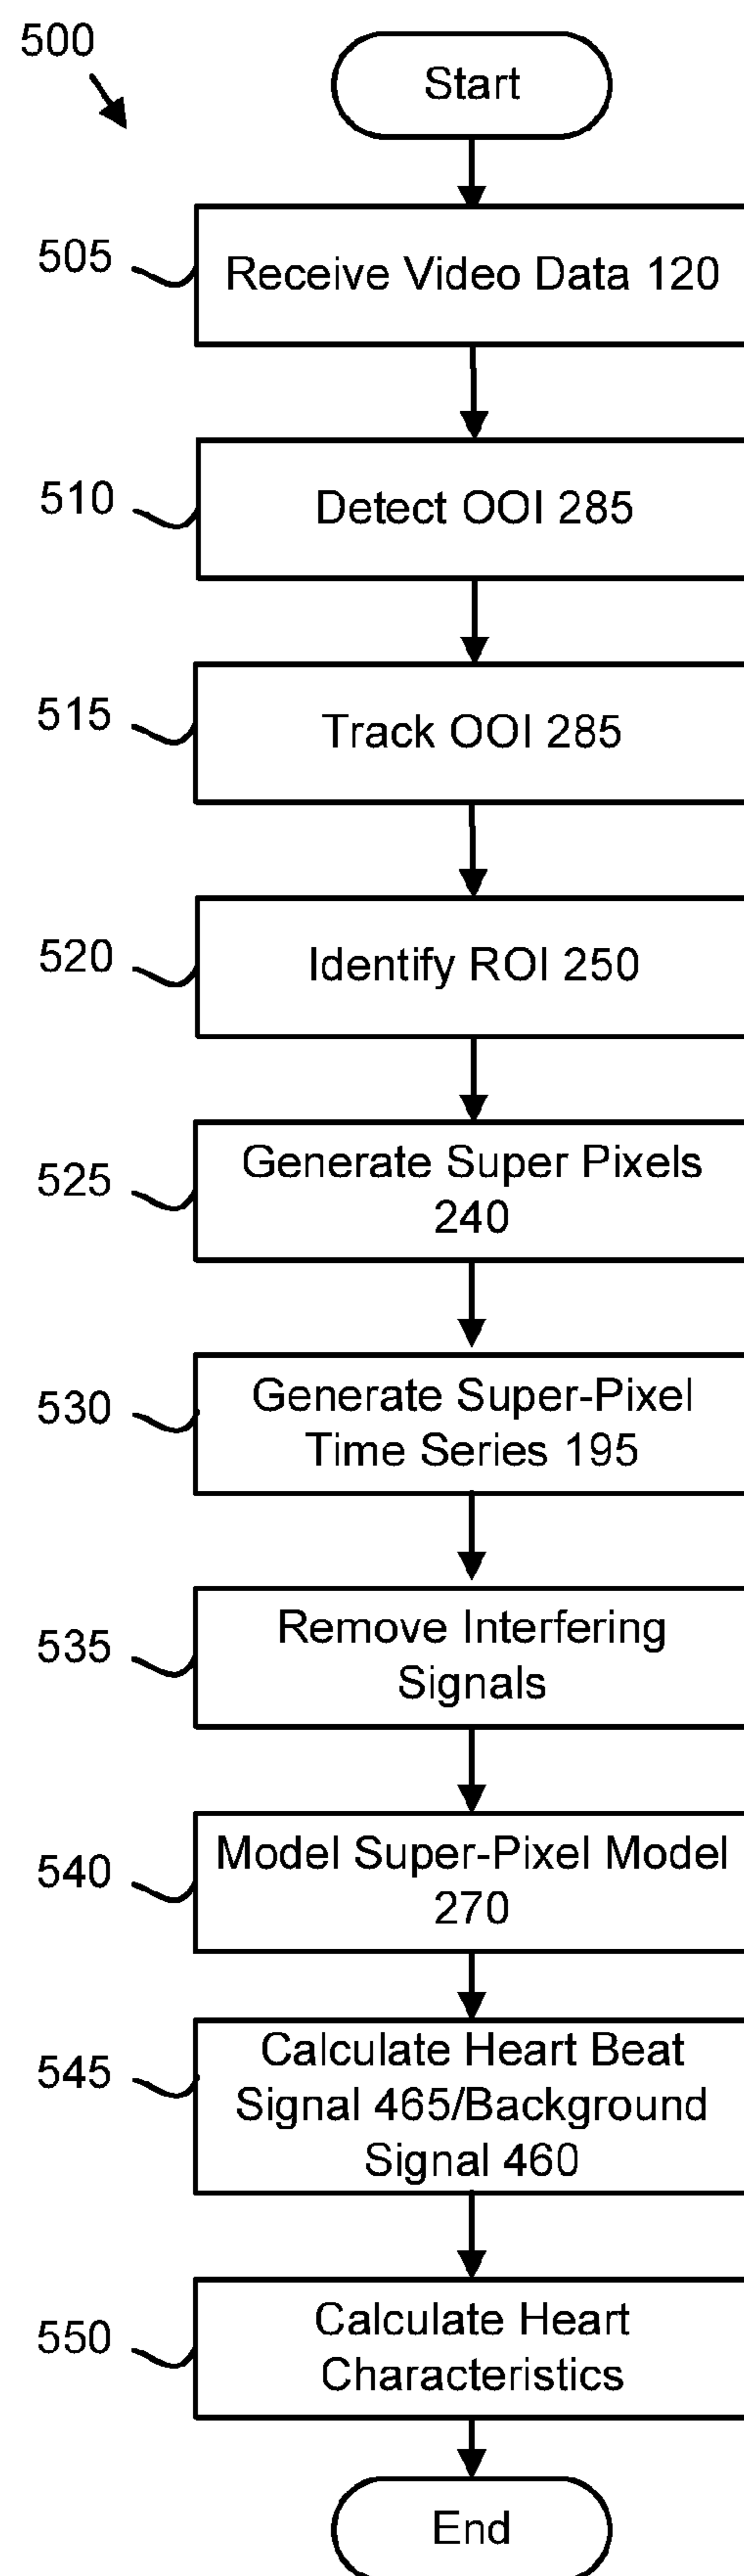 500
Start
505
Receive Video Data 120
510
Detect OOI 285
515
Track OOI 285
520
Identify ROI 250
525
Generate Super Pixels
240
530
Generate Super-Pixel
Time Series 195
535
Remove Interfering
Signals
540
Model Super-Pixel Model
270
545
Calculate Heart Beat
Signal 465/Background
Signal 460
550
Calculate Heart
Characteristics
End